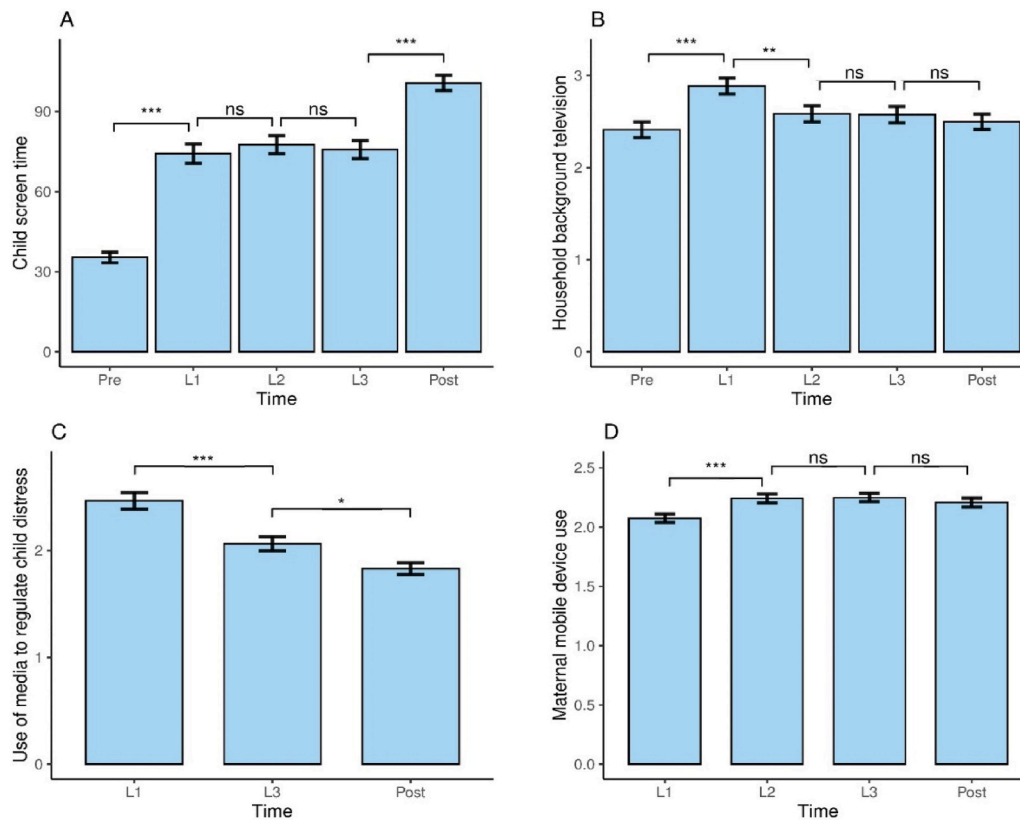 A
Child screen time
90
60
30
0
***
ns
ns
***
Pre
L1
L2
L3
Post
Time
B
Household background television
3
2
1
0
***
**
ns
ns
Pre
L1
L2
L3
Post
Time
C
Use of media to regulate child distress
2
1
0
***
*
L1
L3
Post
Time
D
Maternal mobile device use
2.5
2.0
1.5
1.0
0.5
0.0
***
ns
ns
L1
L2
L3
Post
Time